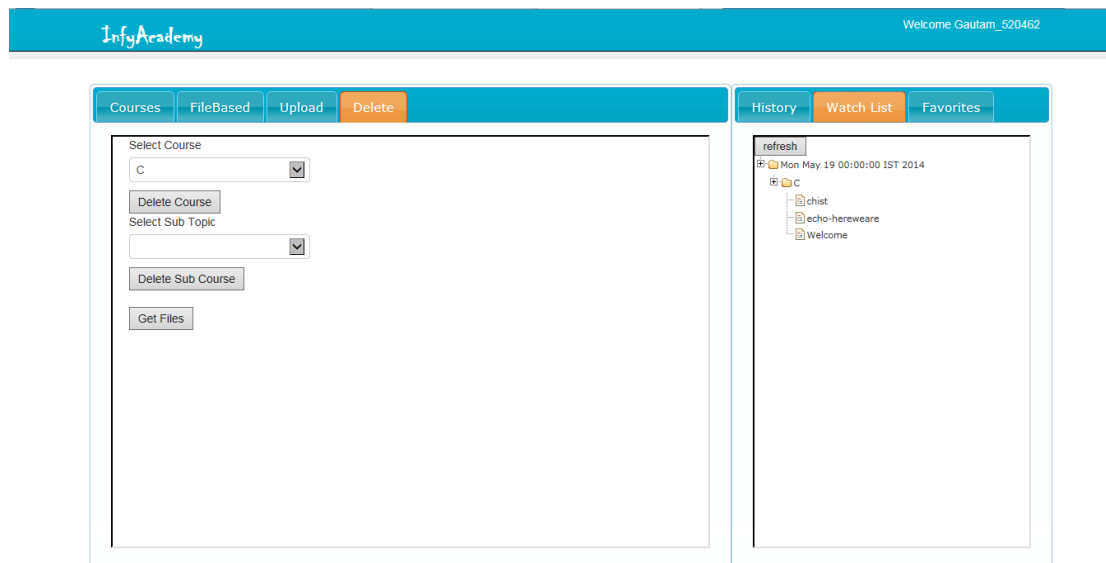 InfyAcademy
Welcome Gautam_520462
Courses FileBased Upload Delete
Select Course
C
Delete Course
Select Sub Topic
Delete Sub Course
Get Files
History Watch List Favorites
refresh
Mon May 19 00:00:00 IST 2014
C
chist
echo-hereweare
Welcome